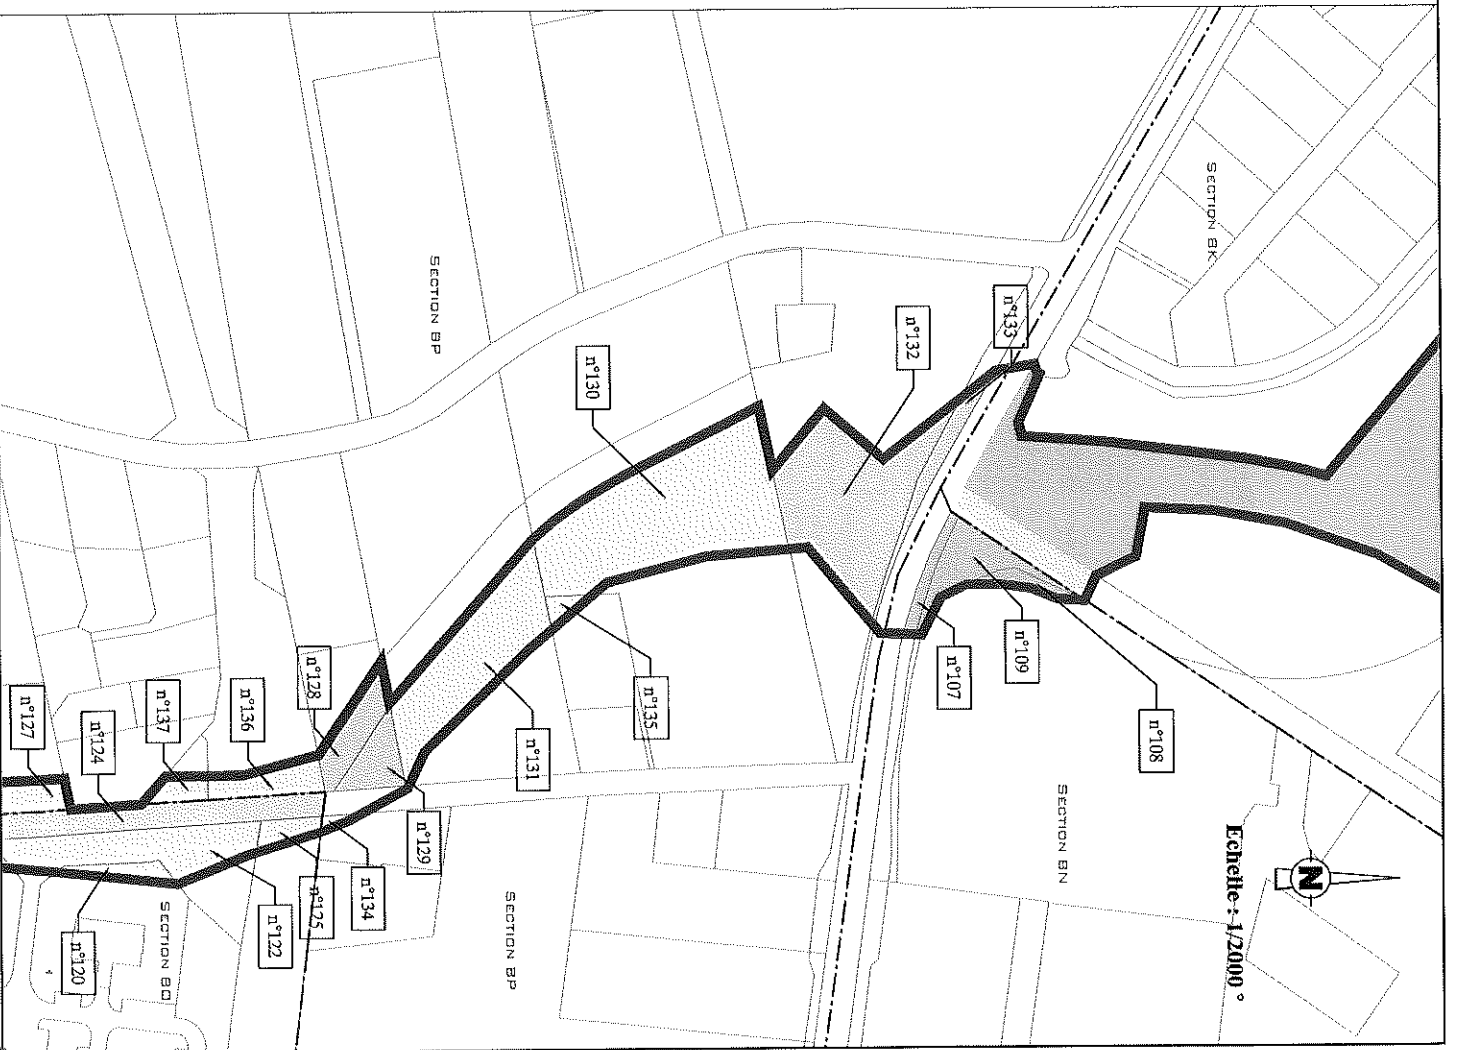 SECTION BK
n°133
n°132
n°130
SECTION BP
n°109
n°107
n°108
n°135
n°131
n°128
n°136
n°137
n°124
n°127
n°129
n°134
n°125
n°122
n°120
SECTION BN
SECTION BP
SECTION BO
Echelle : 1/2000 °
N